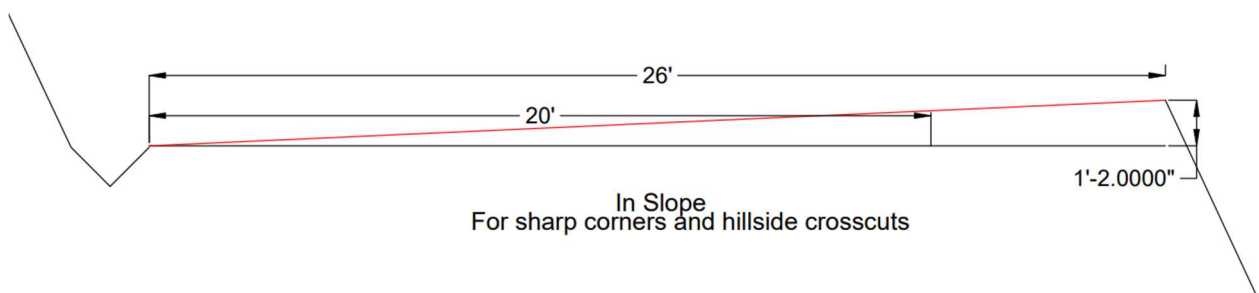 26'
20'
1'-2.0000"
In Slope
For sharp corners and hillside crosscuts